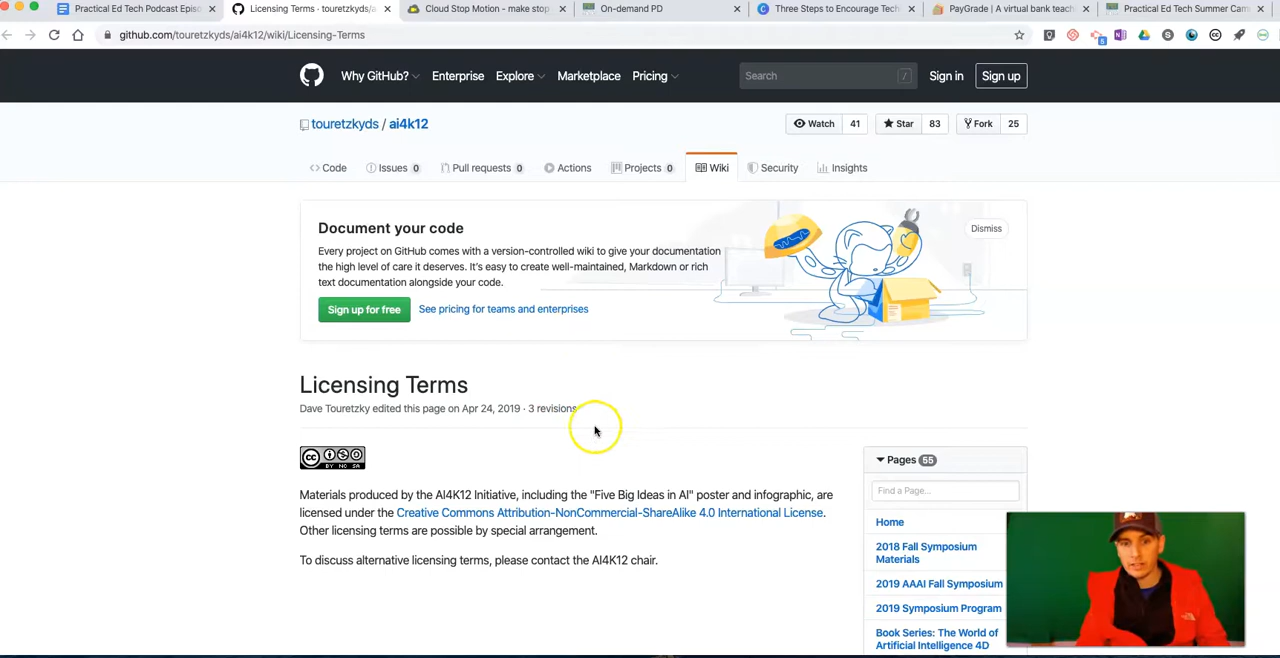 Practical Ed Tech Podcast Episo
Licensing Terms · touretzkyds/a
Cloud Stop Motion - make stop
On-demand PD
Three Steps to Encourage Tech
PayGrade | A virtual bank teach
Practical Ed Tech Summer Cam
github.com/touretzkyds/ai4k12/wiki/Licensing-Terms
Why GitHub?
Enterprise
Explore
Marketplace
Pricing
Search
/
Sign in
Sign up
touretzkyds / ai4k12
Watch 41
Star 83
Fork 25
Code
Issues 0
Pull requests 0
Actions
Projects 0
Wiki
Security
Insights
Document your code
Dismiss
Every project on GitHub comes with a version-controlled wiki to give your documentation
the high level of care it deserves. It's easy to create well-maintained, Markdown or rich
text documentation alongside your code.
Sign up for free
See pricing for teams and enterprises
Licensing Terms
Dave Touretzky edited this page on Apr 24, 2019 · 3 revisions
CC
BY NC SA
Materials produced by the AI4K12 Initiative, including the "Five Big Ideas in AI" poster and infographic, are
licensed under the Creative Commons Attribution-NonCommercial-ShareAlike 4.0 International License.
Other licensing terms are possible by special arrangement.
To discuss alternative licensing terms, please contact the AI4K12 chair.
Pages 55
Find a Page...
Home
2018 Fall Symposium
Materials
2019 AAAI Fall Symposium
2019 Symposium Program
Book Series: The World of
Artificial Intelligence 4D